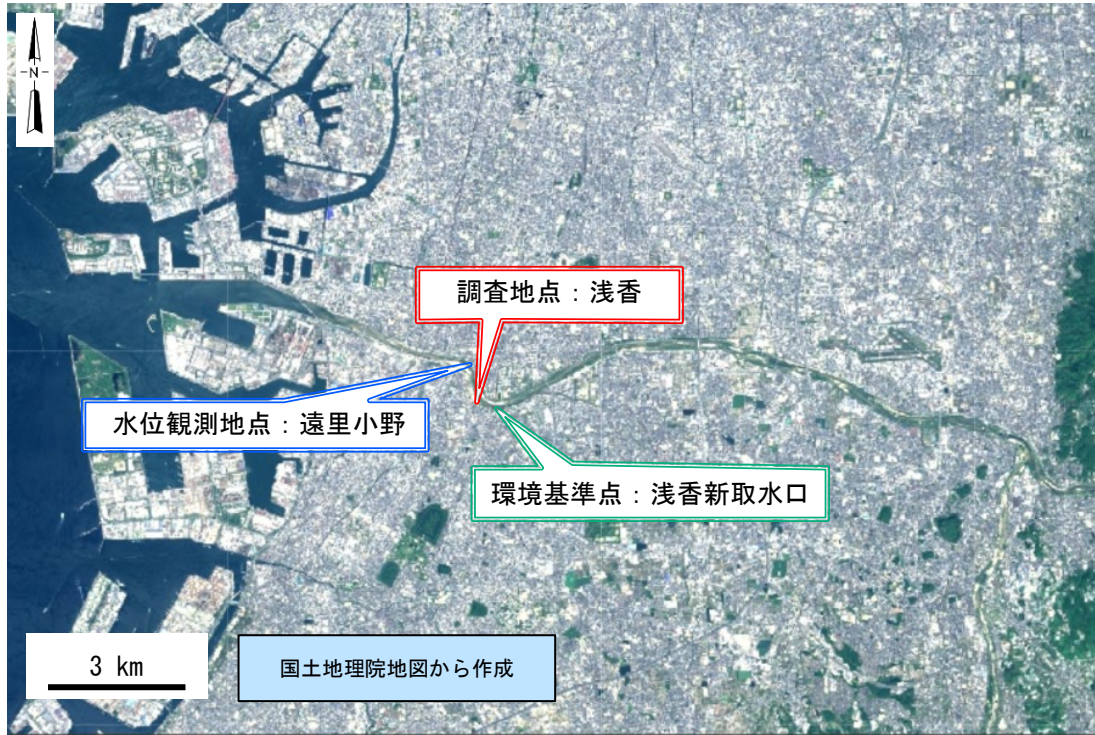 N
調査地点：浅香
水位観測地点：遠里小野
環境基準点：浅香新取水口
3 km
国土地理院地図から作成